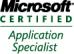 Microsoft
CERTIFIED
Application
Specialist